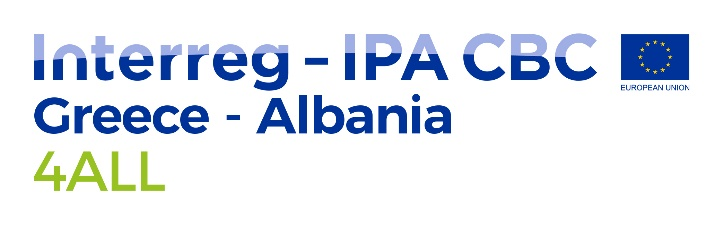 Interreg - IPA CBC
EUROPEAN UNION
Greece - Albania
4ALL